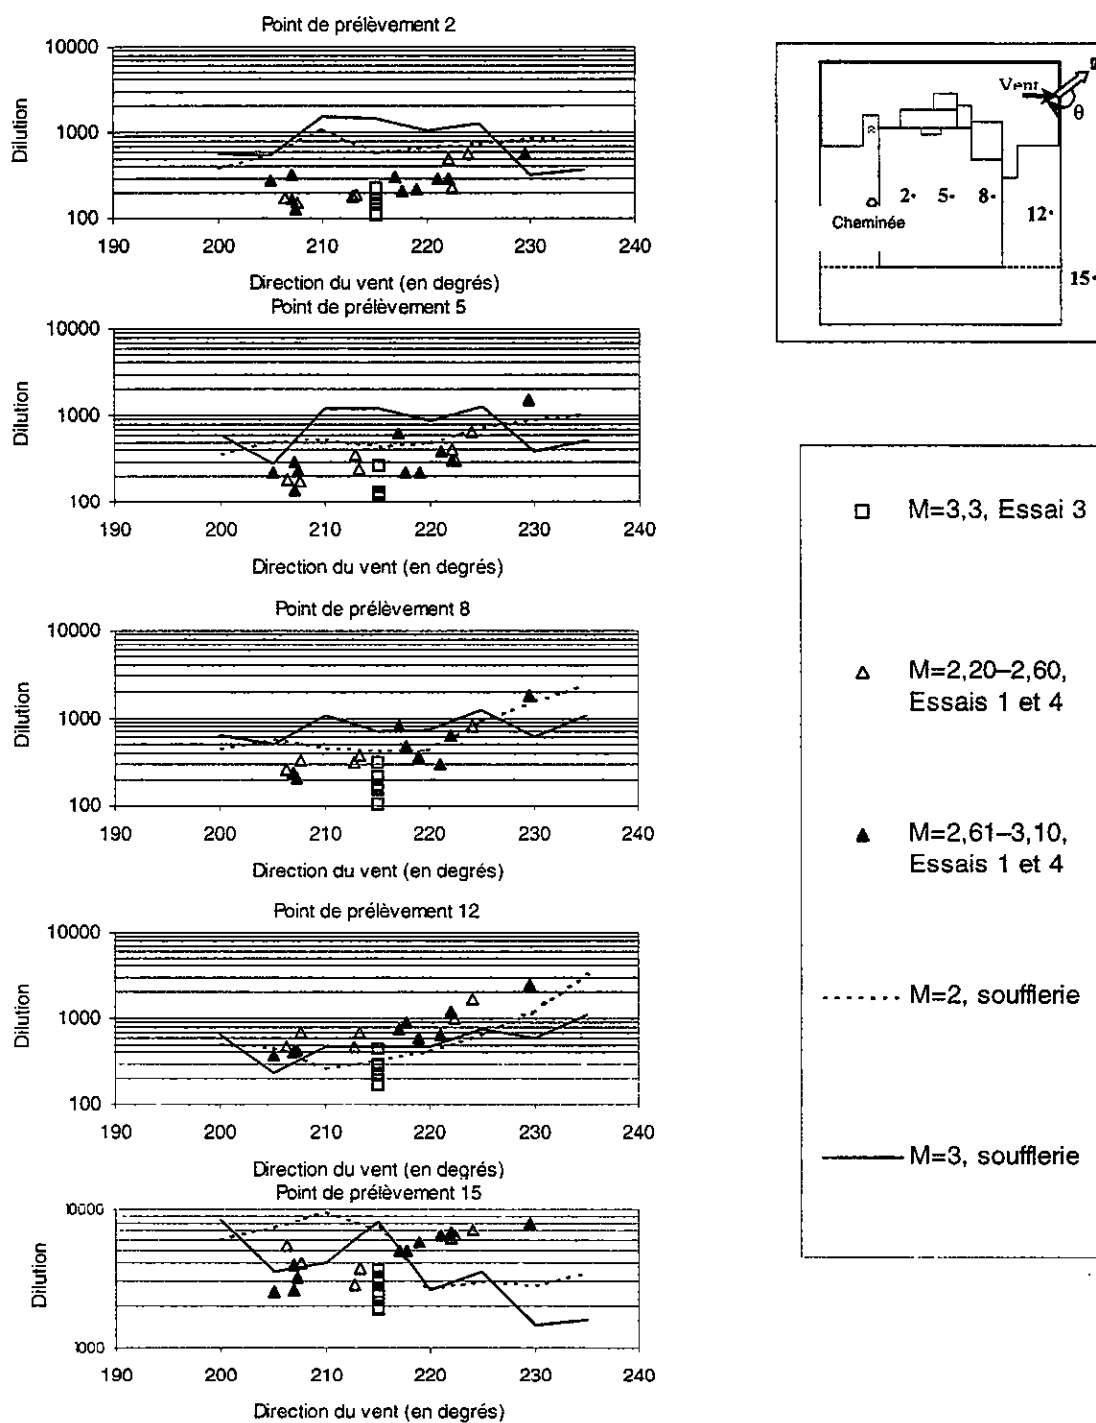 Point de prélèvement 2
10000
1000
100
Dilution
190 200 210 220 230 240
Direction du vent (en degrés)
Point de prélèvement 5
10000
1000
100
Dilution
190 200 210 220 230 240
Direction du vent (en degrés)
Point de prélèvement 8
10000
1000
100
Dilution
190 200 210 220 230 240
Direction du vent (en degrés)
Point de prélèvement 12
10000
1000
100
Dilution
190 200 210 220 230 240
Direction du vent (en degrés)
Point de prélèvement 15
10000
1000
Dilution
190 200 210 220 230 240
Direction du vent (en degrés)
Vent
θ
2• 5• 8•
12•
Cheminée
15•
M=3,3, Essai 3
M=2,20–2,60,
Essais 1 et 4
M=2,61–3,10,
Essais 1 et 4
M=2, soufflerie
M=3, soufflerie